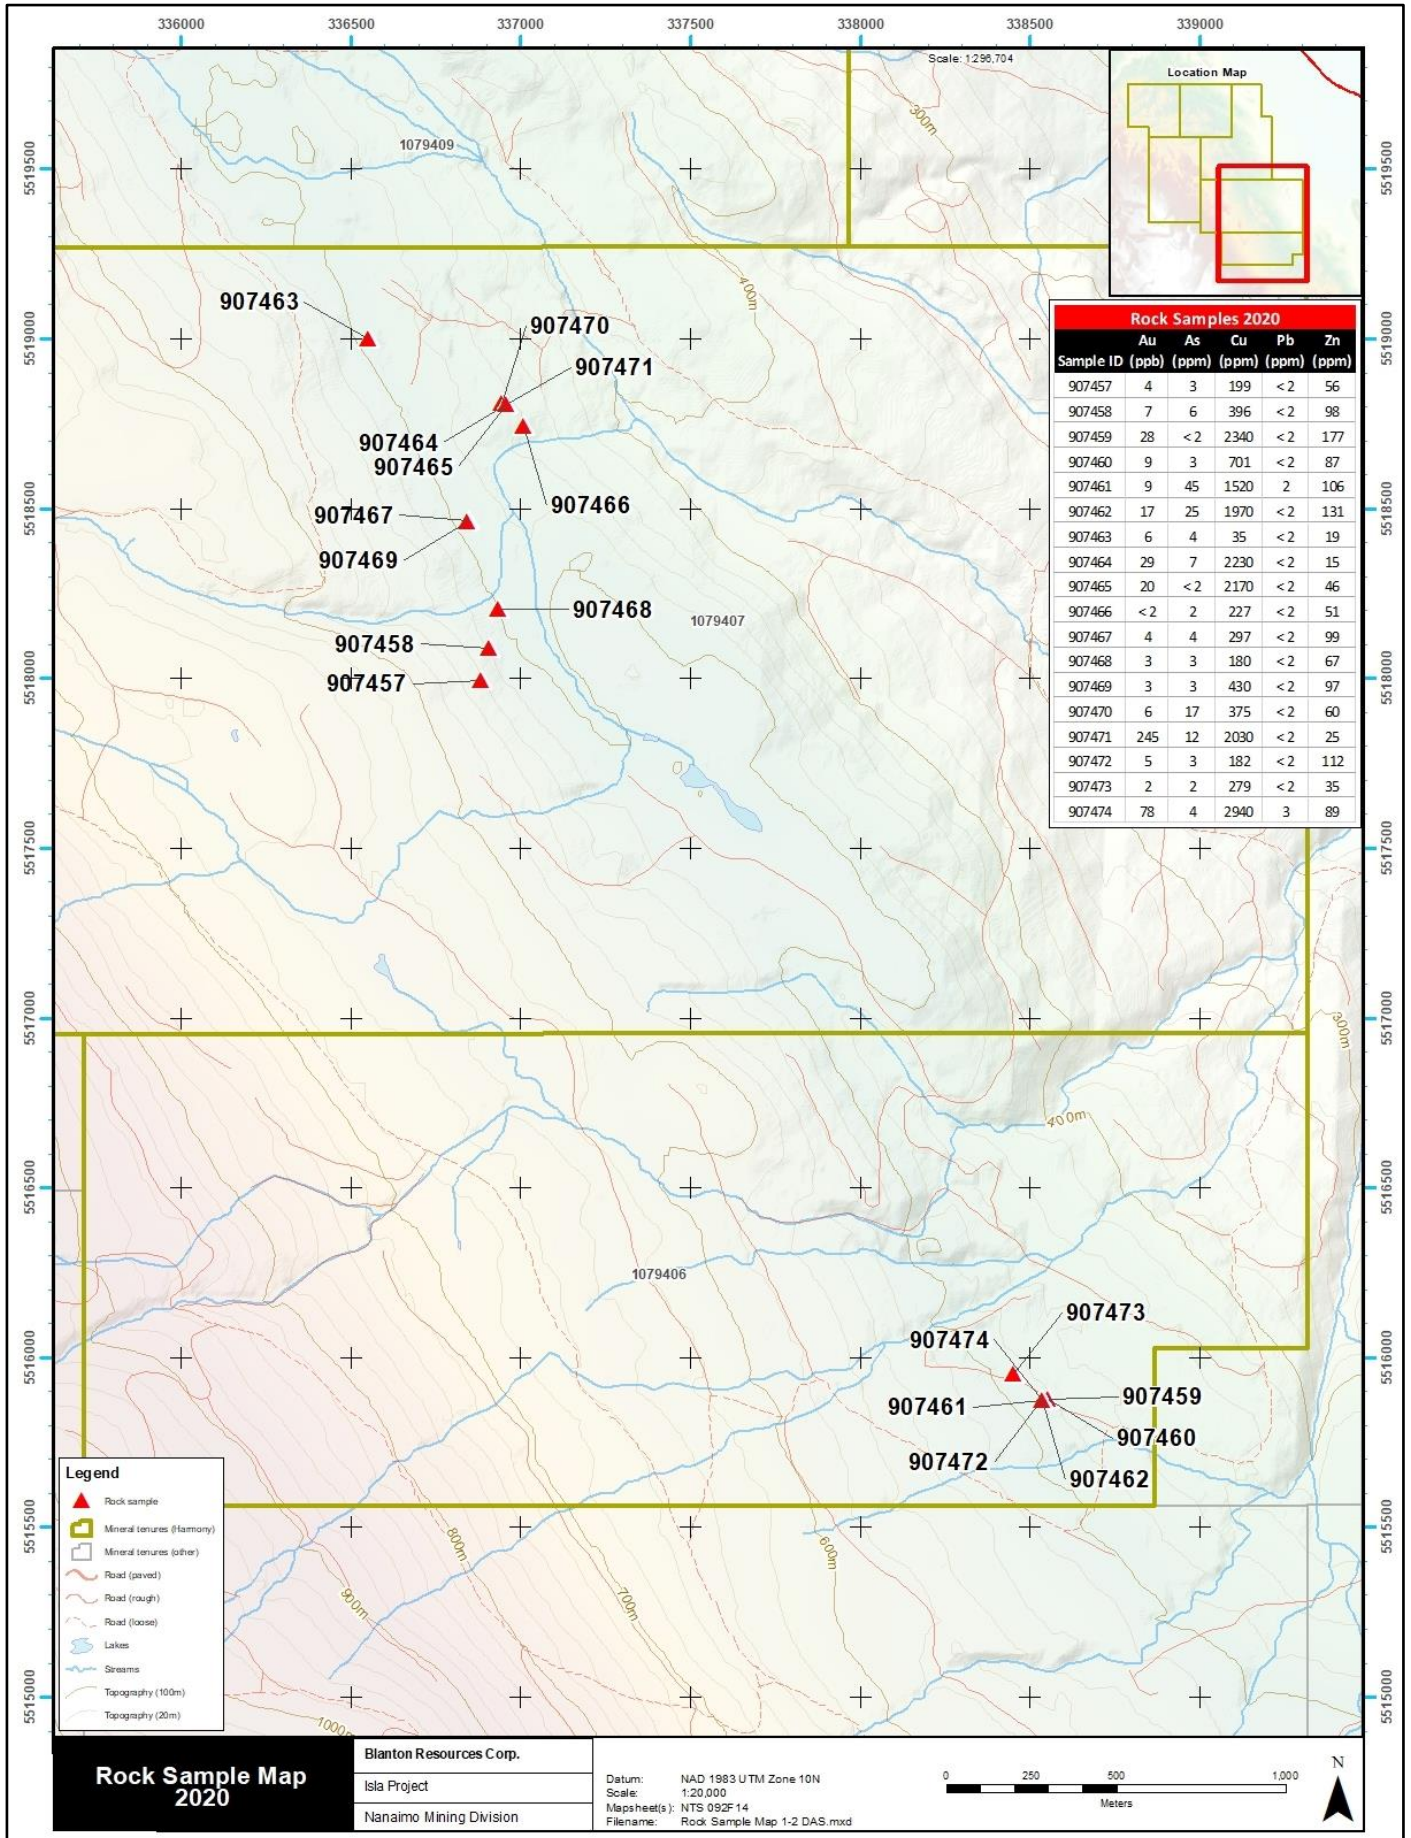 336000 336500 337000 337500 338000 338500 339000
Scale: 1:296,704
Location Map
300m
1079409
5519500 5519500
400m
907463
907470
907471
5519000 5519000
907464
907465
907466
907467
907469
5518500 5518500
907468
1079407
907458
907457
5518000 5518000
Rock Samples 2020
Sample ID Au (ppb) As (ppm) Cu (ppm) Pb (ppm) Zn (ppm)
907457 4 3 199 <2 56
907458 7 6 396 <2 98
907459 28 <2 2340 <2 177
907460 9 3 701 <2 87
907461 9 45 1520 2 106
907462 17 25 1970 <2 131
907463 6 4 35 <2 19
907464 29 7 2230 <2 15
907465 20 <2 2170 <2 46
907466 <2 2 227 <2 51
907467 4 4 297 <2 99
907468 3 3 180 <2 67
907469 3 3 430 <2 97
907470 6 17 375 <2 60
907471 245 12 2030 <2 25
907472 5 3 182 <2 112
907473 2 2 279 <2 35
907474 78 4 2940 3 89
5517500 5517500
5517000 5517000
300m
400m
5516500 5516500
1079406
907473
907474
5516000 5516000
907459
907461
907460
907472
907462
5515500 5515500
800m
600m
900m
700m
5515000 5515000
1000m
Legend
Rock sample
Mineral tenures (Harmony)
Mineral tenures (other)
Road (paved)
Road (rough)
Road (loose)
Lakes
Streams
Topography (100m)
Topography (20m)
Rock Sample Map
2020
Blanton Resources Corp.
Isla Project
Nanaimo Mining Division
Datum: NAD 1983 UTM Zone 10N
Scale: 1:20,000
Mapsheet(s): NTS 092F14
Filename: Rock Sample Map 1-2 DAS.mxd
0 250 500 1,000
Meters
N